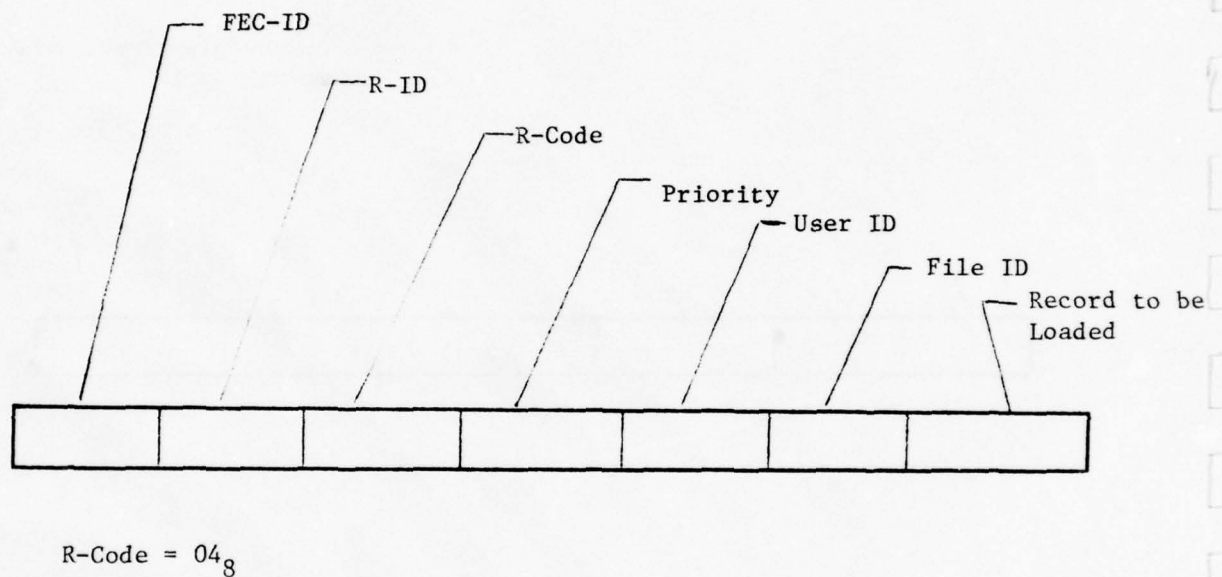 FEC-ID
R-ID
R-Code
Priority
User ID
File ID
Record to be
Loaded
R-Code = 04₈